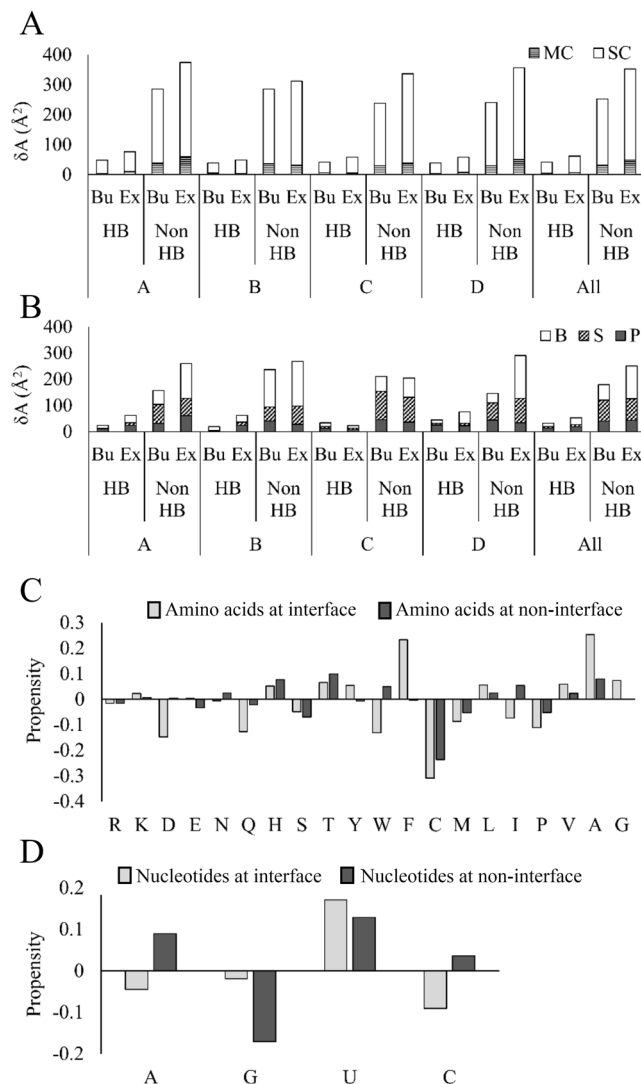 A
δA (Å²)
400
300
200
100
0
MC SC
Bu Ex Bu Ex Bu Ex Bu Ex Bu Ex Bu Ex Bu Ex Bu Ex Bu Ex Bu Ex
HB Non HB HB Non HB HB Non HB HB Non HB HB Non HB
A B C D All
B
δA (Å²)
400
300
200
100
0
B S P
Bu Ex Bu Ex Bu Ex Bu Ex Bu Ex Bu Ex Bu Ex Bu Ex Bu Ex Bu Ex
HB Non HB HB Non HB HB Non HB HB Non HB HB Non HB
A B C D All
C
Amino acids at interface Amino acids at non-interface
Propensity
0.3
0.2
0.1
0
-0.1
-0.2
-0.3
-0.4
R K D E N Q H S T Y W F C M L I P V A G
D
Nucleotides at interface Nucleotides at non-interface
Propensity
0.2
0.1
0
-0.1
-0.2
A G U C